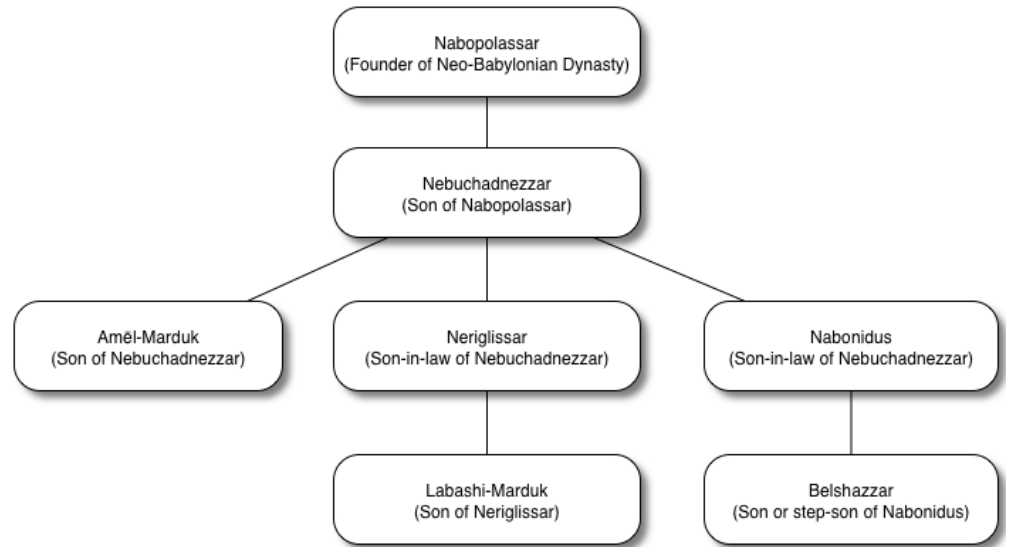 Nabopolassar
(Founder of Neo-Babylonian Dynasty)
Nebuchadnezzar
(Son of Nabopolassar)
Amēl-Marduk
(Son of Nebuchadnezzar)
Neriglissar
(Son-in-law of Nebuchadnezzar)
Nabonidus
(Son-in-law of Nebuchadnezzar)
Labashi-Marduk
(Son of Neriglissar)
Belshazzar
(Son or step-son of Nabonidus)